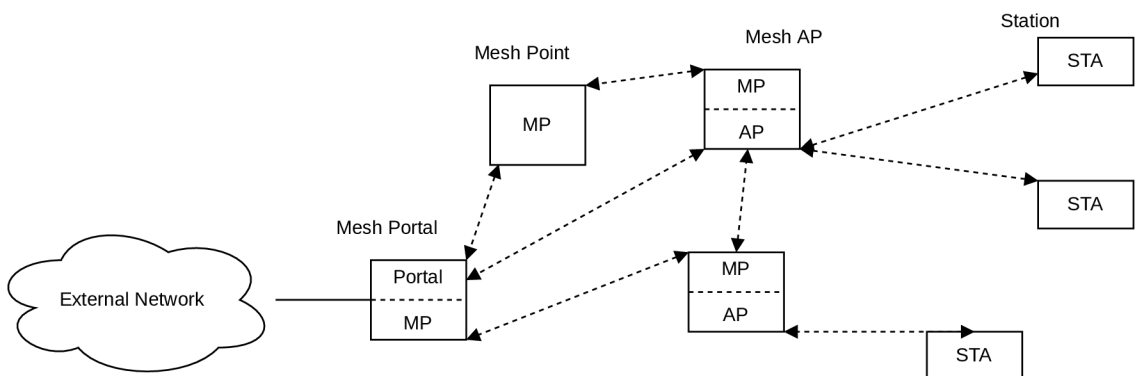 Station
Mesh AP
Mesh Point
STA
MP
MP
AP
STA
Mesh Portal
MP
Portal
External Network
AP
MP
STA